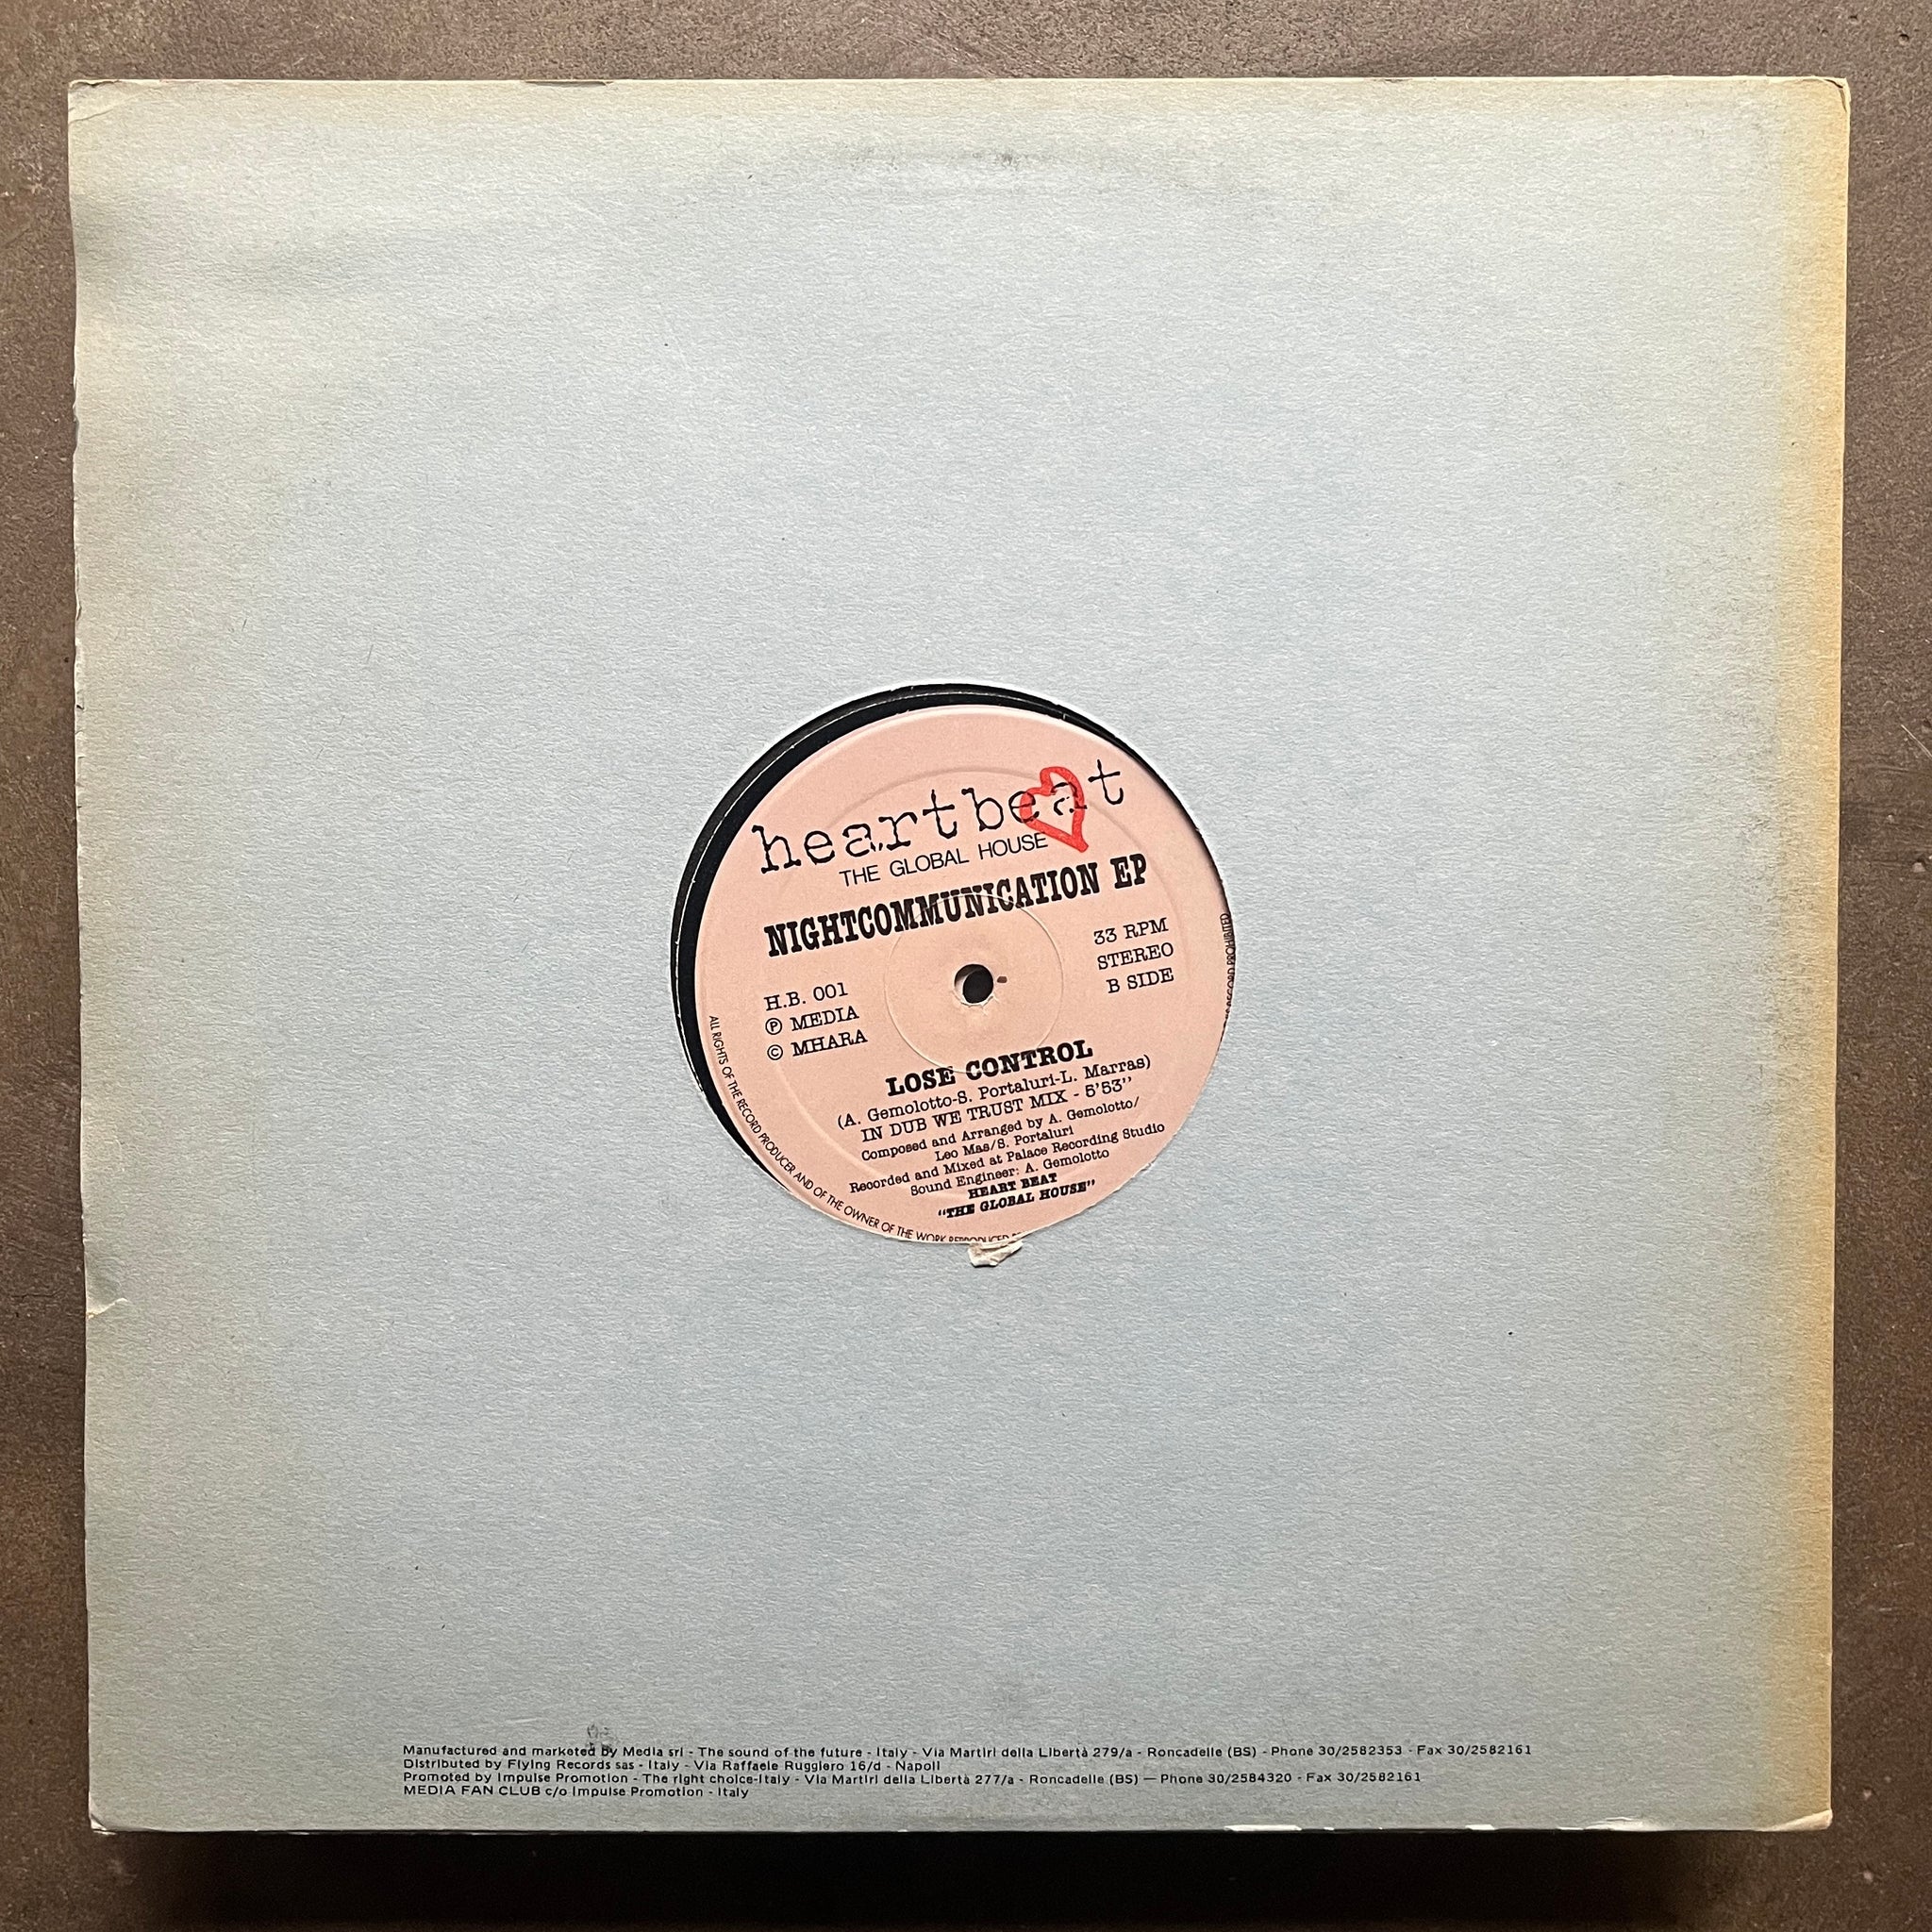 heartbeat
THE GLOBAL HOUSE
NIGHTCOMMUNICATION EP
33 RPM
STEREO
B SIDE
H.B. 001
Ⓟ MEDIA
© MHARA
LOSE CONTROL
(A. Gemolotto-S. Portaluri-L. Marras)
IN DUB WE TRUST MIX - 5'53''
Composed and Arranged by A. Gemolotto/
Leo Mas/S. Portaluri
Recorded and Mixed at Palace Recording Studio
Sound Engineer: A. Gemolotto
HEART BEAT
"THE GLOBAL HOUSE"
ALL RIGHTS OF THE RECORD PRODUCER AND OF THE OWNER OF THE WORK REPRODUCED RECORD PROHIBITED
Manufactured and marketed by Media srl - The sound of the future - Italy - Via Martiri della Libertà 279/a - Roncadelle (BS) - Phone 30/2582353 - Fax 30/2582161
Distributed by Flying Records sas - Italy - Via Raffaele Ruggiero 16/d - Napoli
Promoted by Impulse Promotion - The right choice-Italy - Via Martiri della Libertà 277/a - Roncadelle (BS) — Phone 30/2584320 - Fax 30/2582161
MEDIA FAN CLUB c/o Impulse Promotion - Italy